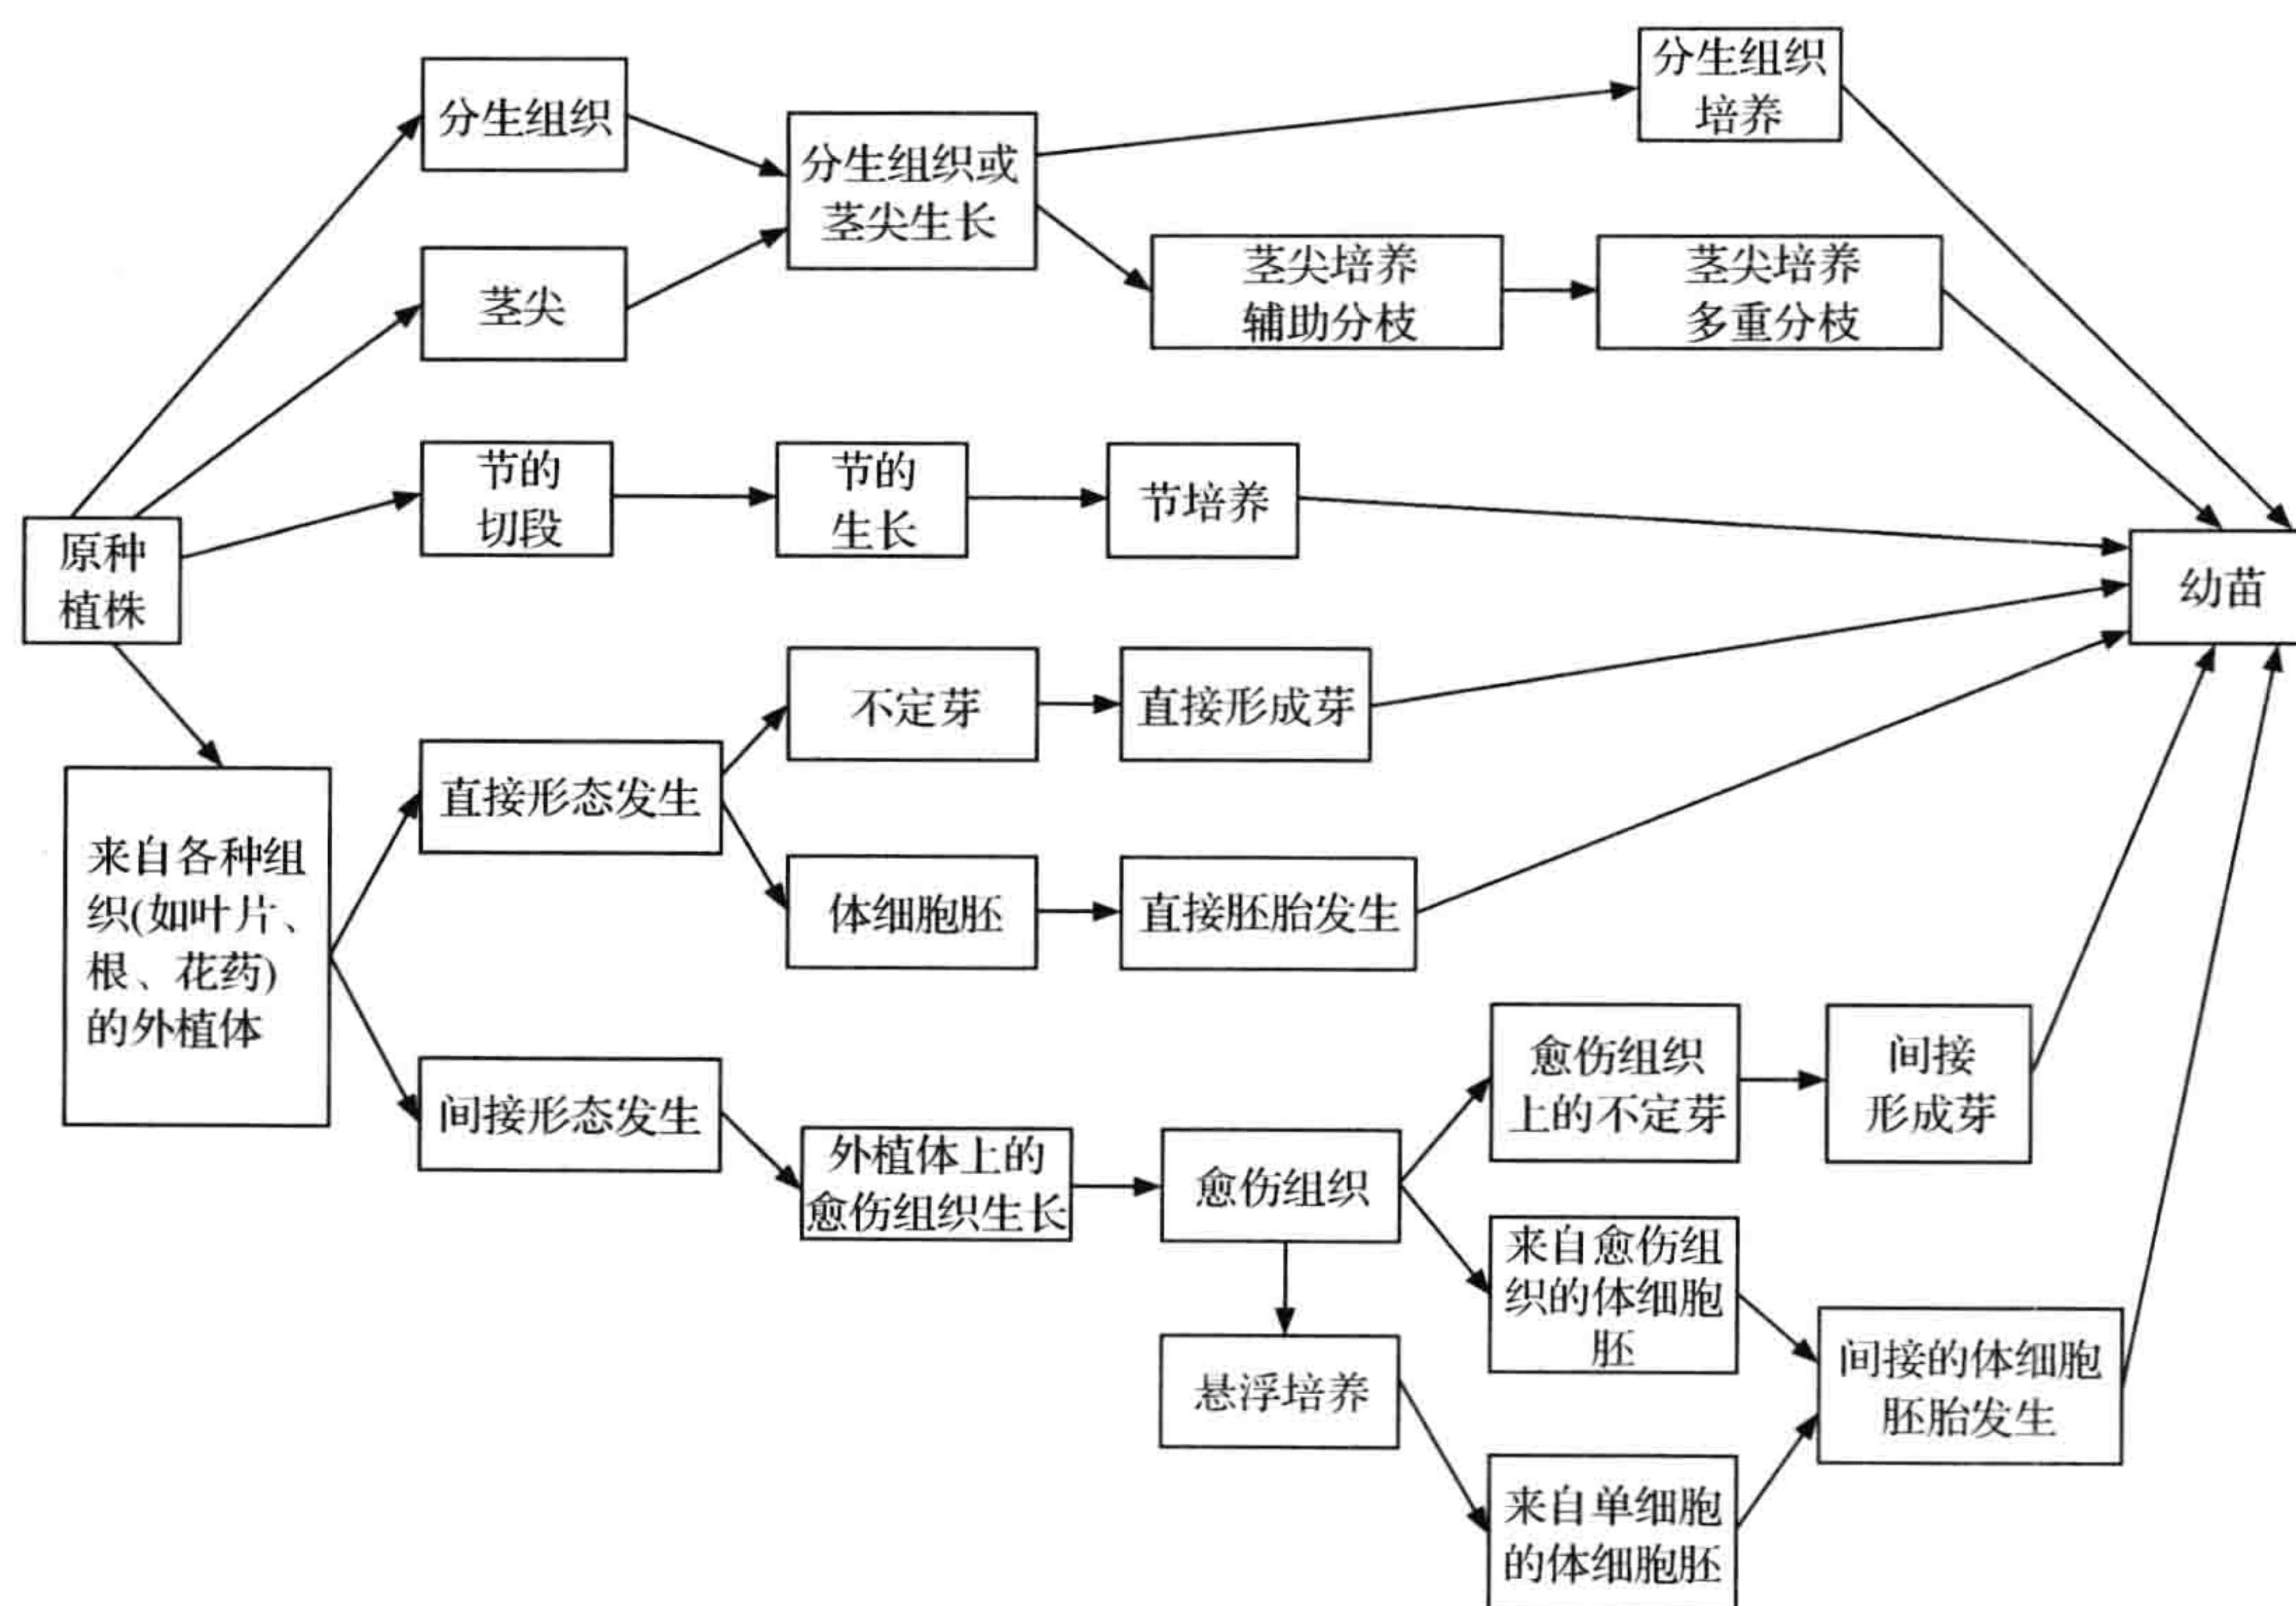 分生组织
培养
分生组织
分生组织或
茎尖生长
茎尖
茎尖培养
辅助分枝
茎尖培养
多重分枝
节的
切段
节的
生长
节培养
原种
植株
幼苗
不定芽
直接形成芽
直接形态发生
来自各种组
织(如叶片、
根、花药)
的外植体
体细胞胚
直接胚胎发生
间接形态发生
外植体上的
愈伤组织生长
愈伤组织
愈伤组织
上的不定芽
间接
形成芽
来自愈伤组
织的体细胞
胚
悬浮培养
间接的体细胞
胚胎发生
来自单细胞
的体细胞胚